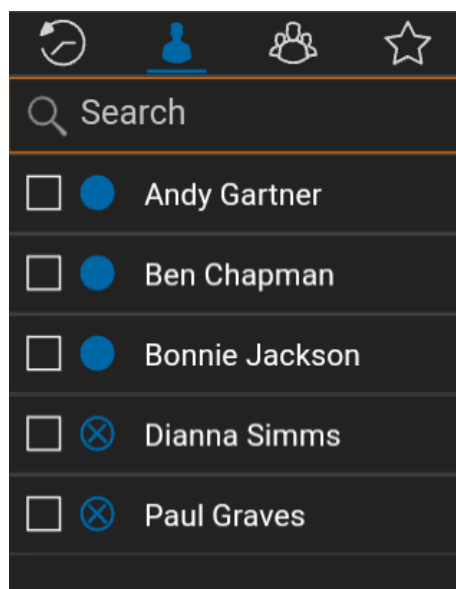 Search
Andy Gartner
Ben Chapman
Bonnie Jackson
Dianna Simms
Paul Graves